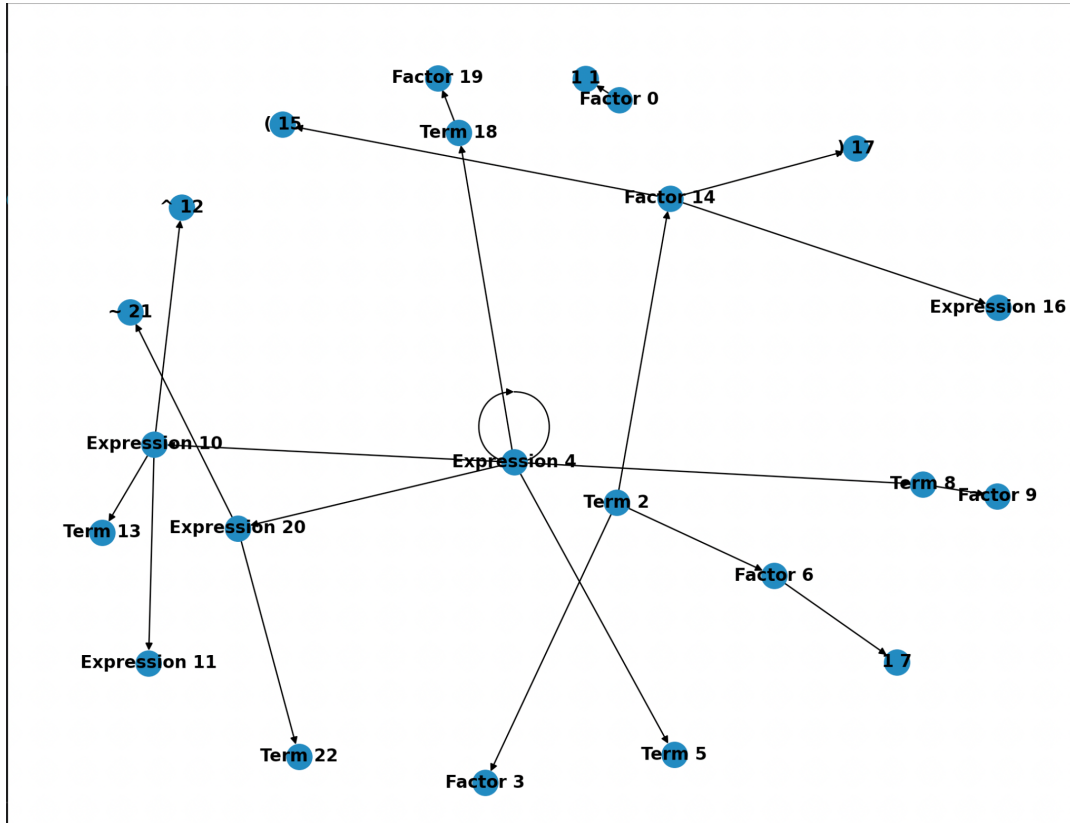 Factor 19
1 1
Factor 0
( 15
Term 18
) 17
Factor 14
^ 12
Expression 16
~ 21
Expression 10
Expression 4
Term 8
Factor 9
Term 2
Term 13
Expression 20
Factor 6
Expression 11
1 7
Term 22
Term 5
Factor 3